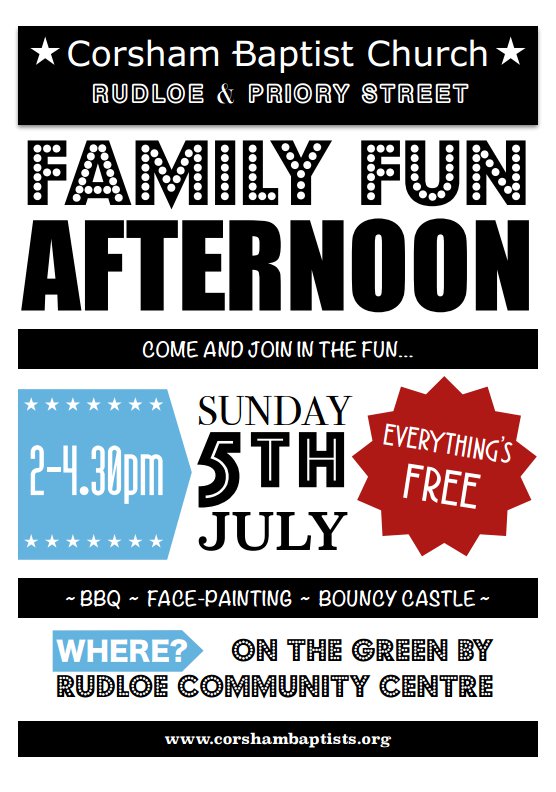 Corsham Baptist Church
RUDLOE & PRIORY STREET
FAMILY FUN
AFTERNOON
COME AND JOIN IN THE FUN...
2-4.30pm
SUNDAY
5TH
JULY
EVERYTHING'S
FREE
~ BBQ ~ FACE-PAINTING ~ BOUNCY CASTLE ~
WHERE? ON THE GREEN BY
RUDLOE COMMUNITY CENTRE
www.corshambaptists.org